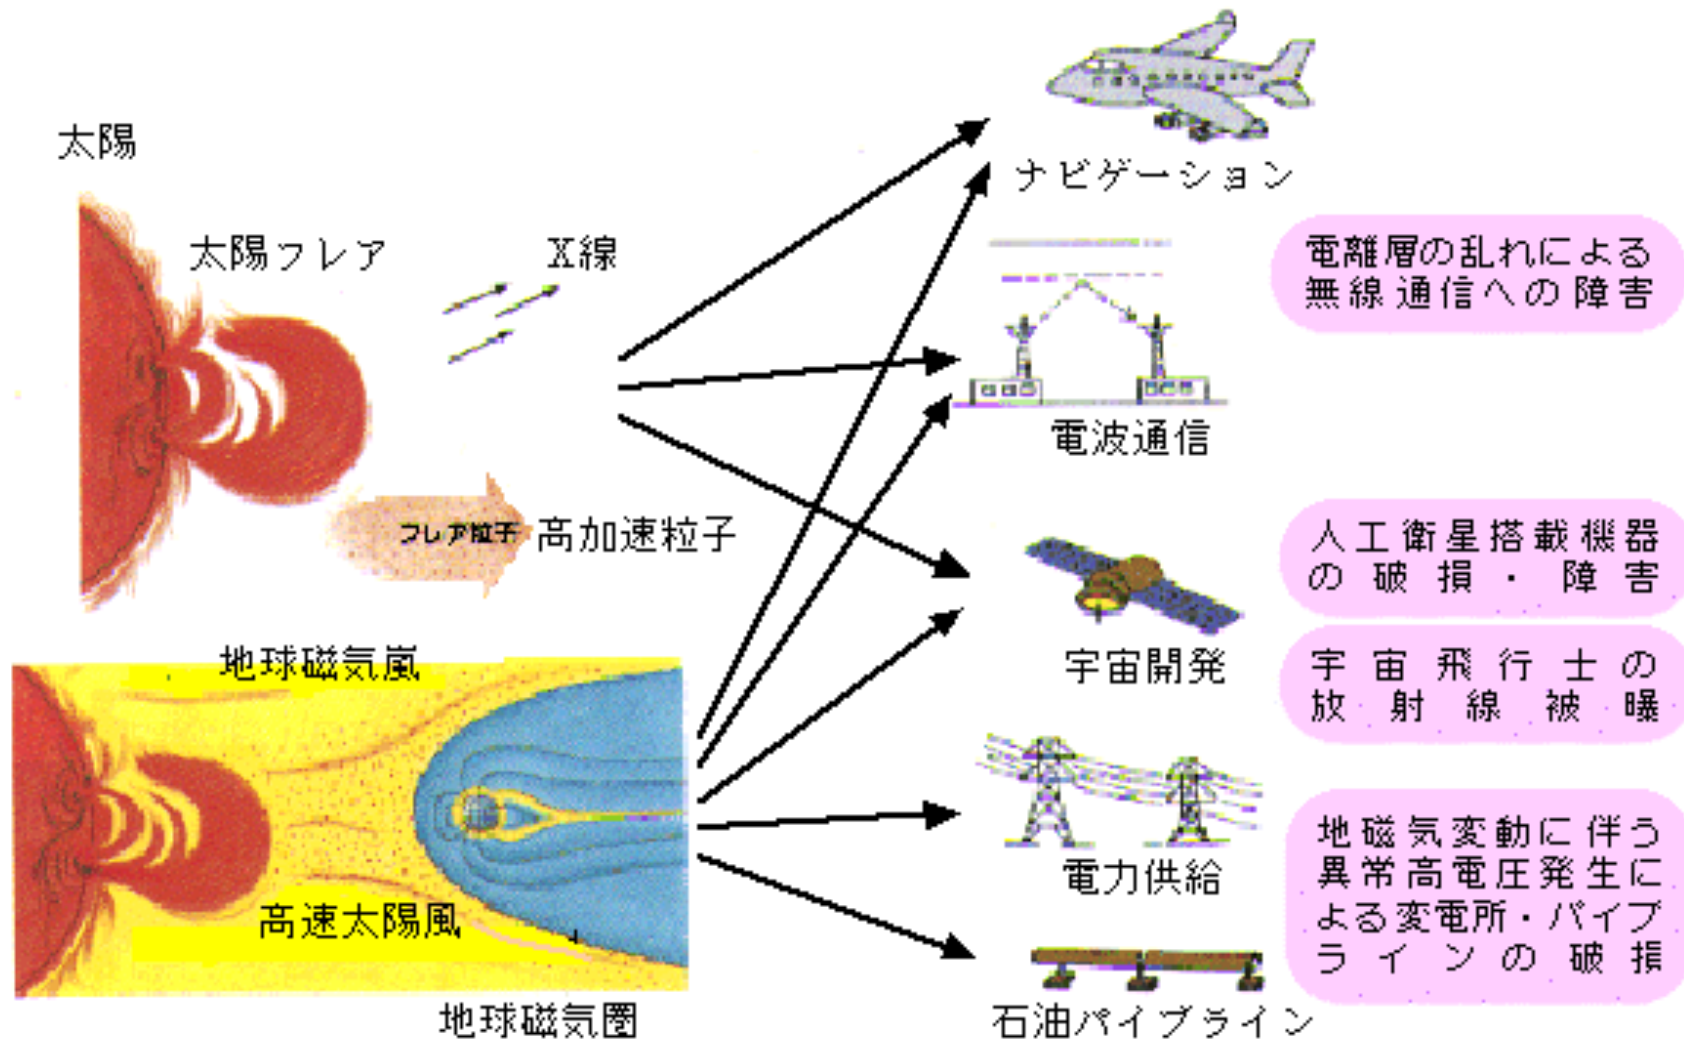 太陽
太陽フレア
X線
フレア粒子
高加速粒子
地球磁気嵐
高速太陽風
地球磁気圏
ナビゲーション
電波通信
宇宙開発
電力供給
石油パイプライン
電離層の乱れによる
無線通信への障害
人工衛星搭載機器
の破損・障害
宇宙飛行士の
放射線被曝
地磁気変動に伴う
異常高電圧発生に
よる変電所・パイプ
ラインの破損